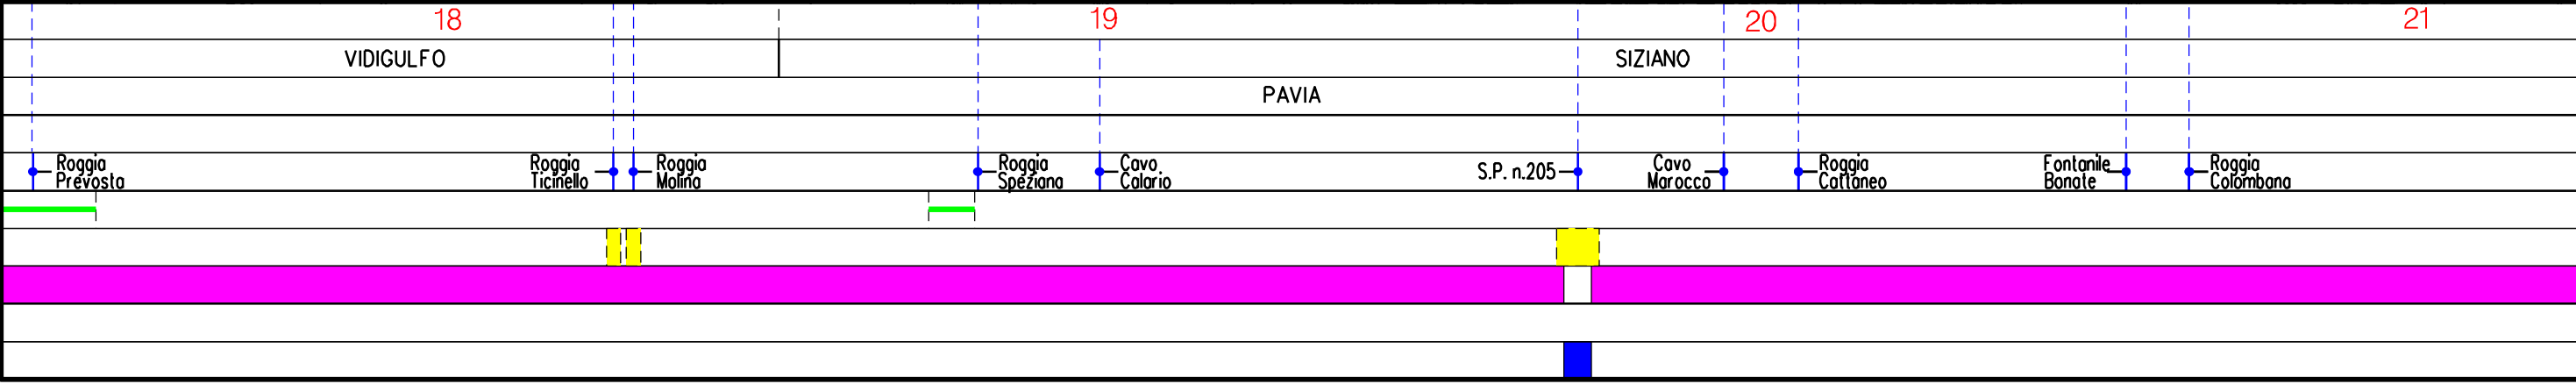 18 19 20 21
VIDIGULFO SIZIANO
PAVIA
Roggia
Prevosta
Roggia
Ticinello
Roggia
Molina
Roggia
Speziana
Cavo
Calario
S.P. n.205
Cavo
Marocco
Roggia
Cattaneo
Fontanile
Bonate
Roggia
Colombana